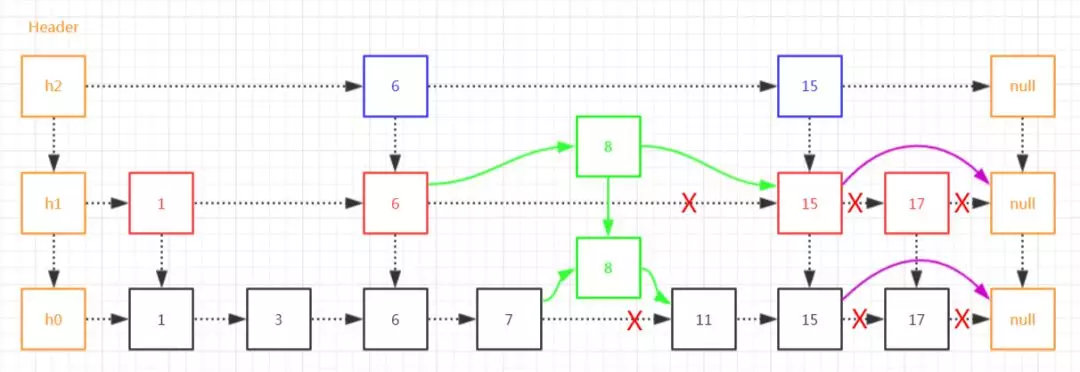 Header
h2 6 15 null
8
h1 1 6 X 15 X 17 X null
8
h0 1 3 6 7 X 11 15 X 17 X null